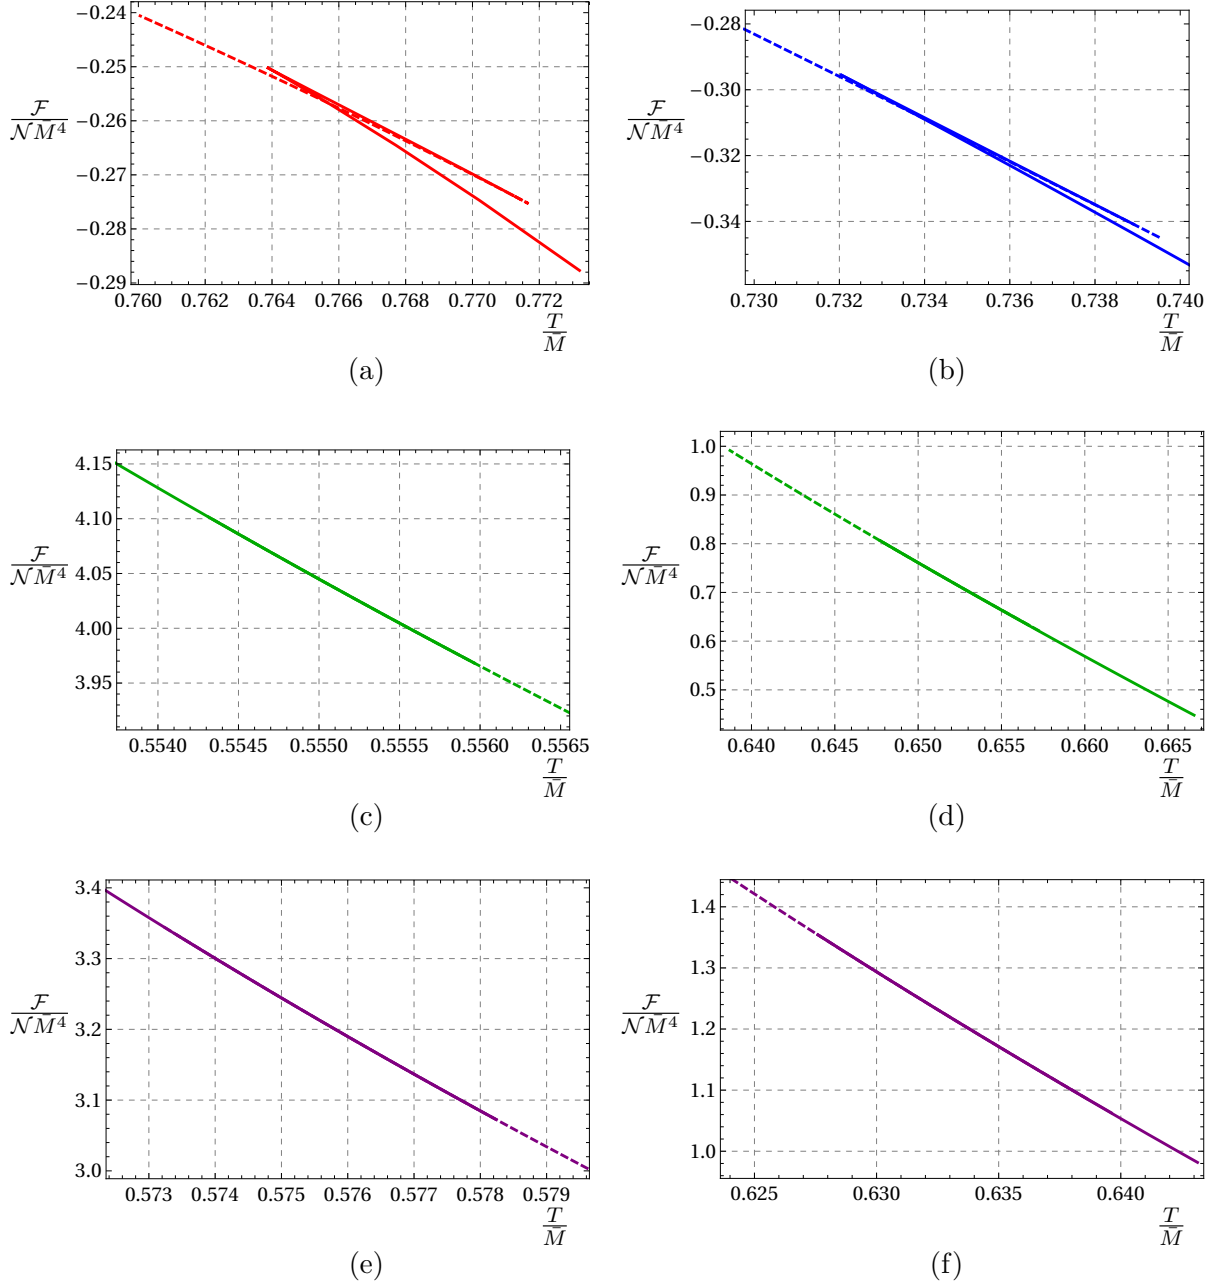 -0.24
-0.25
-0.26
-0.27
-0.28
-0.29
F
N M̄⁴
0.760 0.762 0.764 0.766 0.768 0.770 0.772
T
M̄
(a)
-0.28
-0.30
-0.32
-0.34
F
N M̄⁴
0.730 0.732 0.734 0.736 0.738 0.740
T
M̄
(b)
4.15
4.10
4.05
4.00
3.95
F
N M̄⁴
0.5540 0.5545 0.5550 0.5555 0.5560 0.5565
T
M̄
(c)
1.0
0.9
0.8
0.7
0.6
0.5
F
N M̄⁴
0.640 0.645 0.650 0.655 0.660 0.665
T
M̄
(d)
3.4
3.3
3.2
3.1
3.0
F
N M̄⁴
0.573 0.574 0.575 0.576 0.577 0.578 0.579
T
M̄
(e)
1.4
1.3
1.2
1.1
1.0
F
N M̄⁴
0.625 0.630 0.635 0.640
T
M̄
(f)